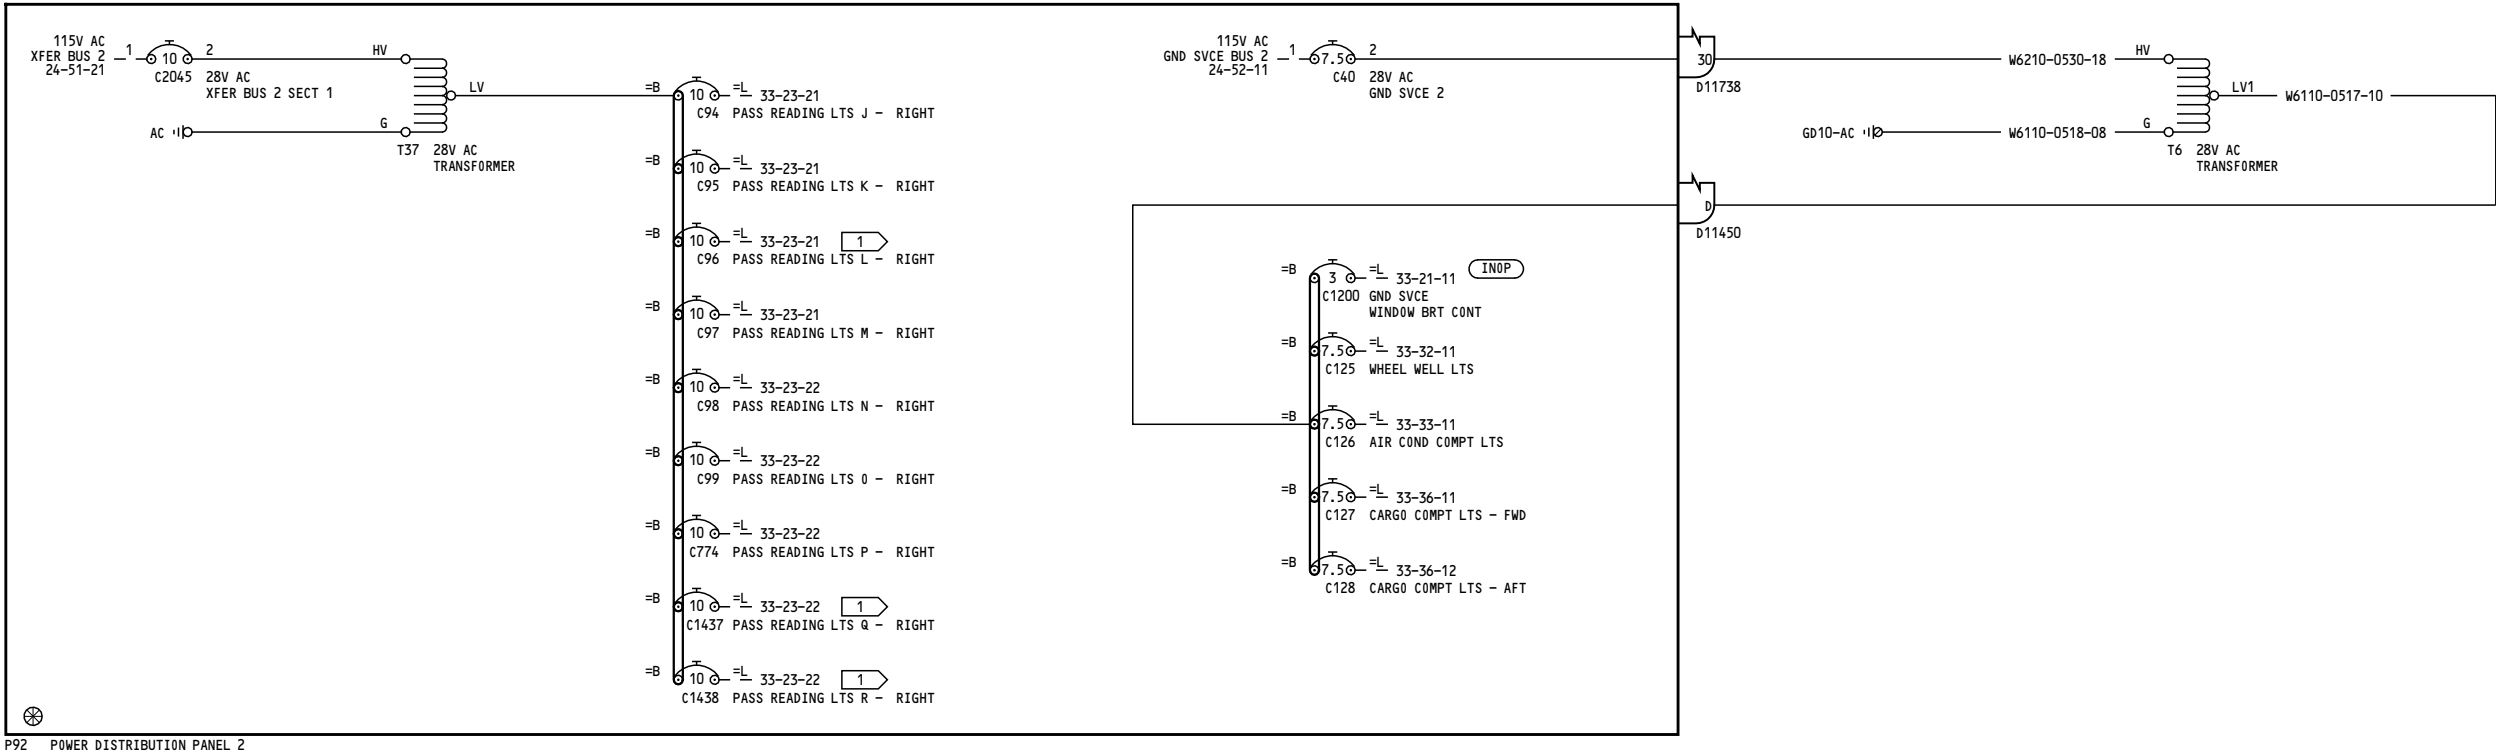 115V AC
XFER BUS 2
24-51-21
1
10
2
C2045
28V AC
XFER BUS 2 SECT 1
HV
LV
AC
G
T37
28V AC
TRANSFORMER
=B
10
=L
33-23-21
C94
PASS READING LTS J - RIGHT
=B
10
=L
33-23-21
C95
PASS READING LTS K - RIGHT
=B
10
=L
33-23-21
1
C96
PASS READING LTS L - RIGHT
=B
10
=L
33-23-21
C97
PASS READING LTS M - RIGHT
=B
10
=L
33-23-22
C98
PASS READING LTS N - RIGHT
=B
10
=L
33-23-22
C99
PASS READING LTS O - RIGHT
=B
10
=L
33-23-22
C774
PASS READING LTS P - RIGHT
=B
10
=L
33-23-22
1
C1437
PASS READING LTS Q - RIGHT
=B
10
=L
33-23-22
1
C1438
PASS READING LTS R - RIGHT
115V AC
GND SVCE BUS 2
24-52-11
1
7.5
2
C40
28V AC
GND SVCE 2
30
D11738
D
D11450
=B
3
=L
33-21-11
INOP
C1200
GND SVCE
WINDOW BRT CONT
=B
7.5
=L
33-32-11
C125
WHEEL WELL LTS
=B
7.5
=L
33-33-11
C126
AIR COND COMPT LTS
=B
7.5
=L
33-36-11
C127
CARGO COMPT LTS - FWD
=B
7.5
=L
33-36-12
C128
CARGO COMPT LTS - AFT
W6210-0530-18
HV
LV1
W6110-0517-10
GD10-AC
W6110-0518-08
G
T6
28V AC
TRANSFORMER
P92 POWER DISTRIBUTION PANEL 2